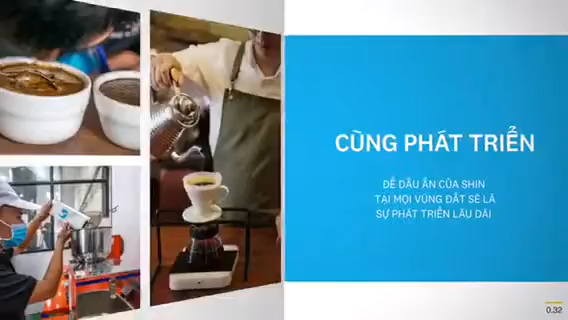 CÙNG PHÁT TRIỂN
ĐỂ DẤU ẤN CỦA SHIN
TẠI MỌI VÙNG ĐẤT SẼ LÀ
SỰ PHÁT TRIỂN LÂU DÀI
0.32